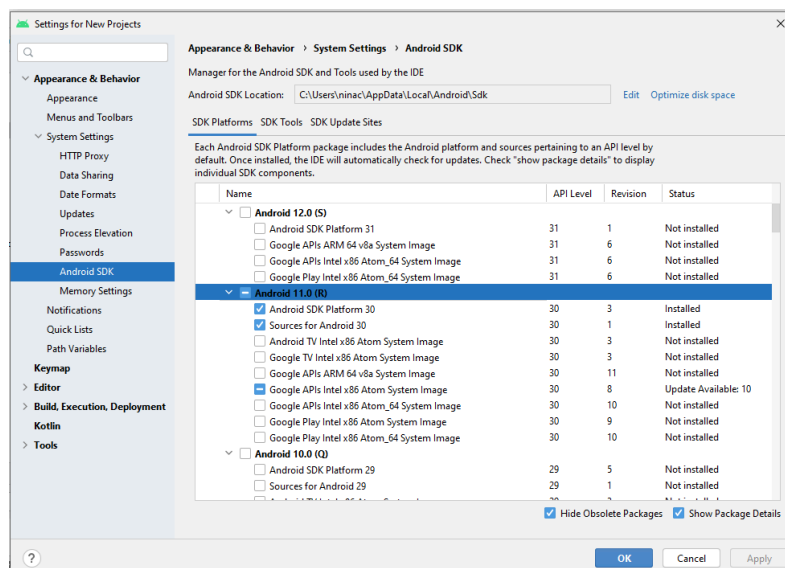 Settings for New Projects
Appearance & Behavior
Appearance
Menus and Toolbars
System Settings
HTTP Proxy
Data Sharing
Date Formats
Updates
Process Elevation
Passwords
Android SDK
Memory Settings
Notifications
Quick Lists
Path Variables
Keymap
Editor
Build, Execution, Deployment
Kotlin
Tools
Appearance & Behavior > System Settings > Android SDK
Manager for the Android SDK and Tools used by the IDE
Android SDK Location: C:\Users\ninac\AppData\Local\Android\Sdk Edit Optimize disk space
SDK Platforms SDK Tools SDK Update Sites
Each Android SDK Platform package includes the Android platform and sources pertaining to an API level by
default. Once installed, the IDE will automatically check for updates. Check "show package details" to display
individual SDK components.
Name API Level Revision Status
Android 12.0 (S)
Android SDK Platform 31 31 1 Not installed
Google APIs ARM 64 v8a System Image 31 6 Not installed
Google APIs Intel x86 Atom_64 System Image 31 6 Not installed
Google Play Intel x86 Atom_64 System Image 31 6 Not installed
Android 11.0 (R)
Android SDK Platform 30 30 3 Installed
Sources for Android 30 30 1 Installed
Android TV Intel x86 Atom System Image 30 3 Not installed
Google TV Intel x86 Atom System Image 30 3 Not installed
Google APIs ARM 64 v8a System Image 30 11 Not installed
Google APIs Intel x86 Atom System Image 30 8 Update Available: 10
Google APIs Intel x86 Atom_64 System Image 30 10 Not installed
Google Play Intel x86 Atom System Image 30 9 Not installed
Google Play Intel x86 Atom_64 System Image 30 10 Not installed
Android 10.0 (Q)
Android SDK Platform 29 29 5 Not installed
Sources for Android 29 29 1 Not installed
Hide Obsolete Packages Show Package Details
? OK Cancel Apply